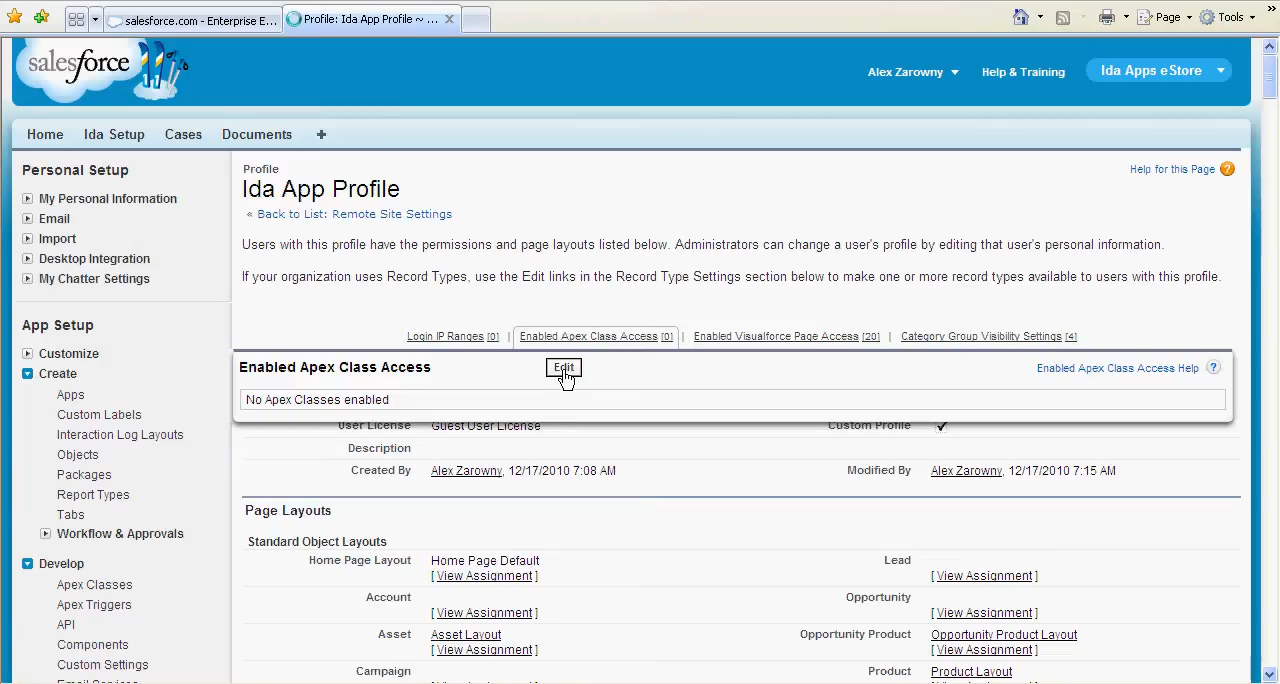 salesforce.com - Enterprise E...
Profile: Ida App Profile ~ ...
Page
Tools
salesforce
Alex Zarowny
Help & Training
Ida Apps eStore
Home
Ida Setup
Cases
Documents
Personal Setup
My Personal Information
Email
Import
Desktop Integration
My Chatter Settings
App Setup
Customize
Create
Apps
Custom Labels
Interaction Log Layouts
Objects
Packages
Report Types
Tabs
Workflow & Approvals
Develop
Apex Classes
Apex Triggers
API
Components
Custom Settings
Profile
Ida App Profile
« Back to List: Remote Site Settings
Help for this Page ?
Users with this profile have the permissions and page layouts listed below. Administrators can change a user's profile by editing that user's personal information.
If your organization uses Record Types, use the Edit links in the Record Type Settings section below to make one or more record types available to users with this profile.
Login IP Ranges [0] | Enabled Apex Class Access [0] | Enabled Visualforce Page Access [20] | Category Group Visibility Settings [4]
Enabled Apex Class Access
Edit
Enabled Apex Class Access Help ?
No Apex Classes enabled
User License Guest User License Custom Profile
Description
Created By Alex Zarowny, 12/17/2010 7:08 AM Modified By Alex Zarowny, 12/17/2010 7:15 AM
Page Layouts
Standard Object Layouts
Home Page Layout Home Page Default Lead
[ View Assignment ] [ View Assignment ]
Account Opportunity
[ View Assignment ] [ View Assignment ]
Asset Asset Layout Opportunity Product Opportunity Product Layout
[ View Assignment ] [ View Assignment ]
Campaign Product Product Layout